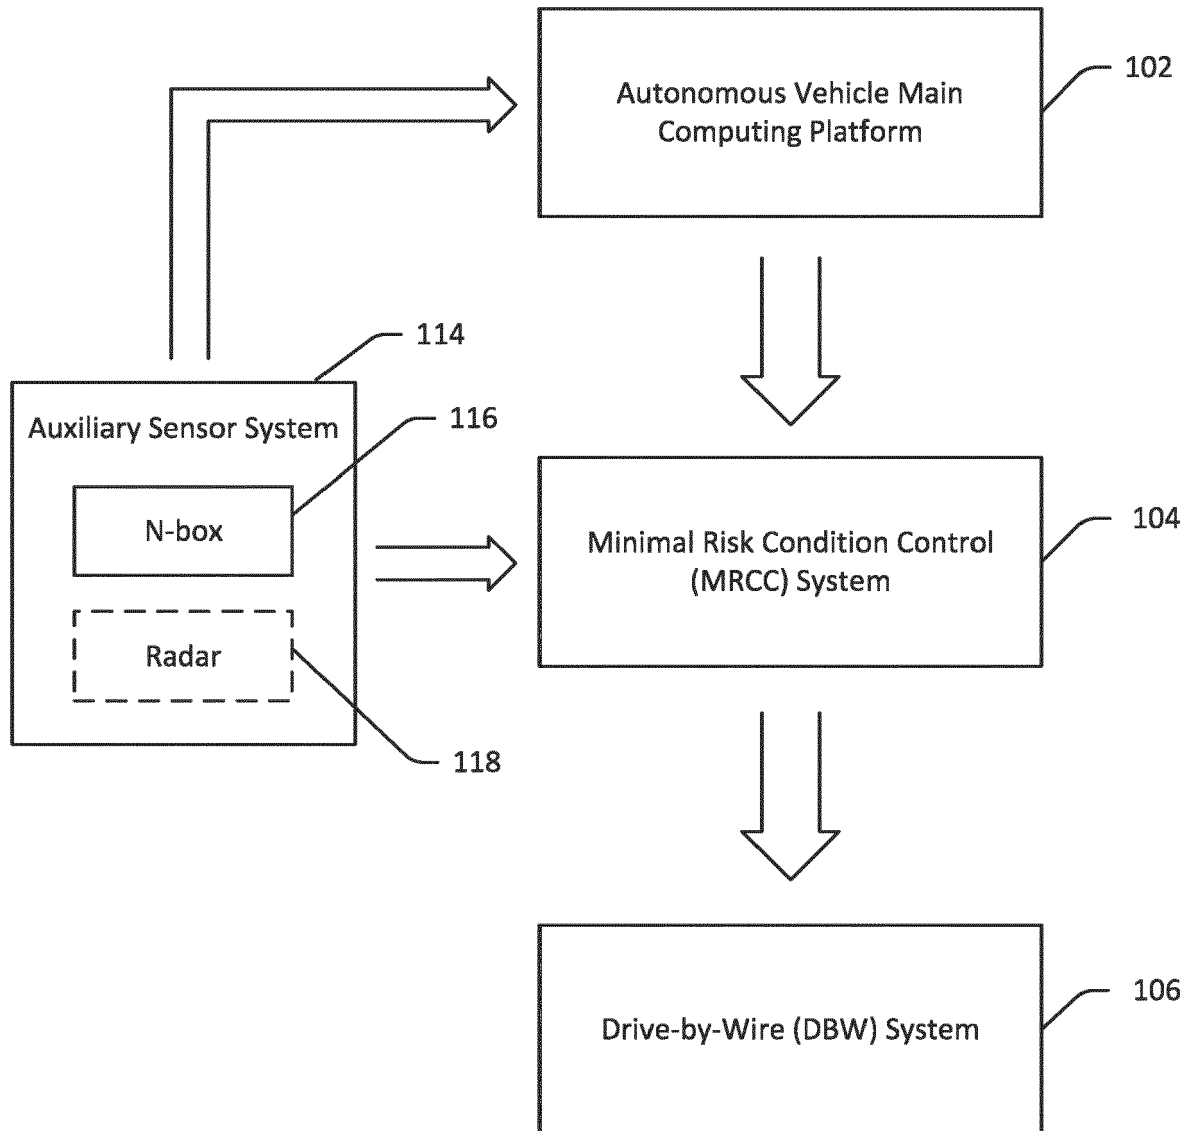 Autonomous Vehicle Main
Computing Platform
102
114
Auxiliary Sensor System
116
N-box
Radar
118
Minimal Risk Condition Control
(MRCC) System
104
Drive-by-Wire (DBW) System
106